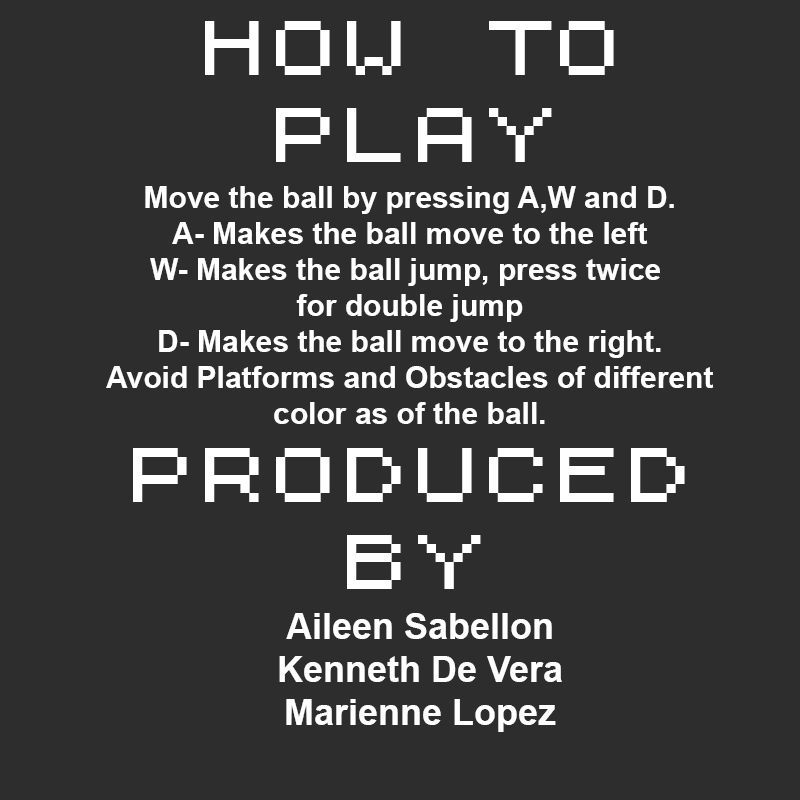 HOW TO
PLAY
Move the ball by pressing A,W and D.
A- Makes the ball move to the left
W- Makes the ball jump, press twice
for double jump
D- Makes the ball move to the right.
Avoid Platforms and Obstacles of different
color as of the ball.
PRODUCED
BY
Aileen Sabellon
Kenneth De Vera
Marienne Lopez